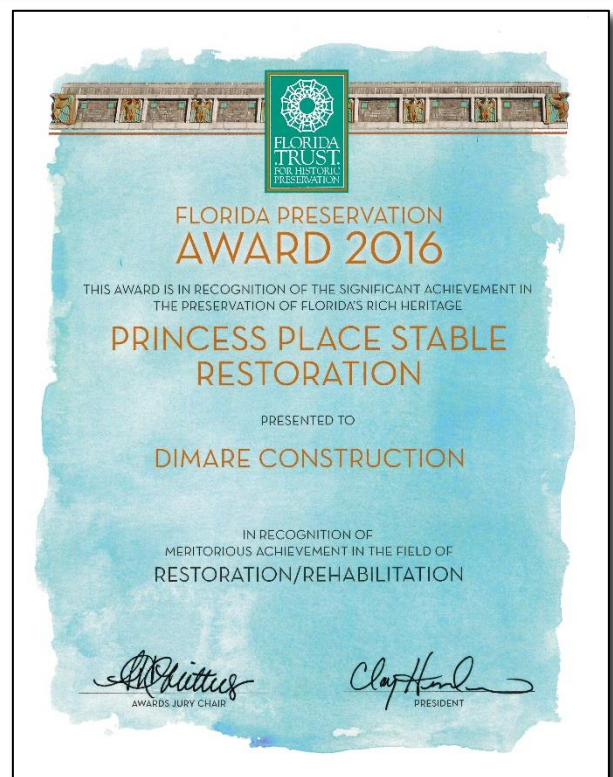 FLORIDA
TRUST.
FOR HISTORIC
PRESERVATION
FLORIDA PRESERVATION
AWARD 2016
THIS AWARD IS IN RECOGNITION OF THE SIGNIFICANT ACHIEVEMENT IN
THE PRESERVATION OF FLORIDA'S RICH HERITAGE
PRINCESS PLACE STABLE
RESTORATION
PRESENTED TO
DIMARE CONSTRUCTION
IN RECOGNITION OF
MERITORIOUS ACHIEVEMENT IN THE FIELD OF
RESTORATION/REHABILITATION
AWARDS JURY CHAIR
PRESIDENT